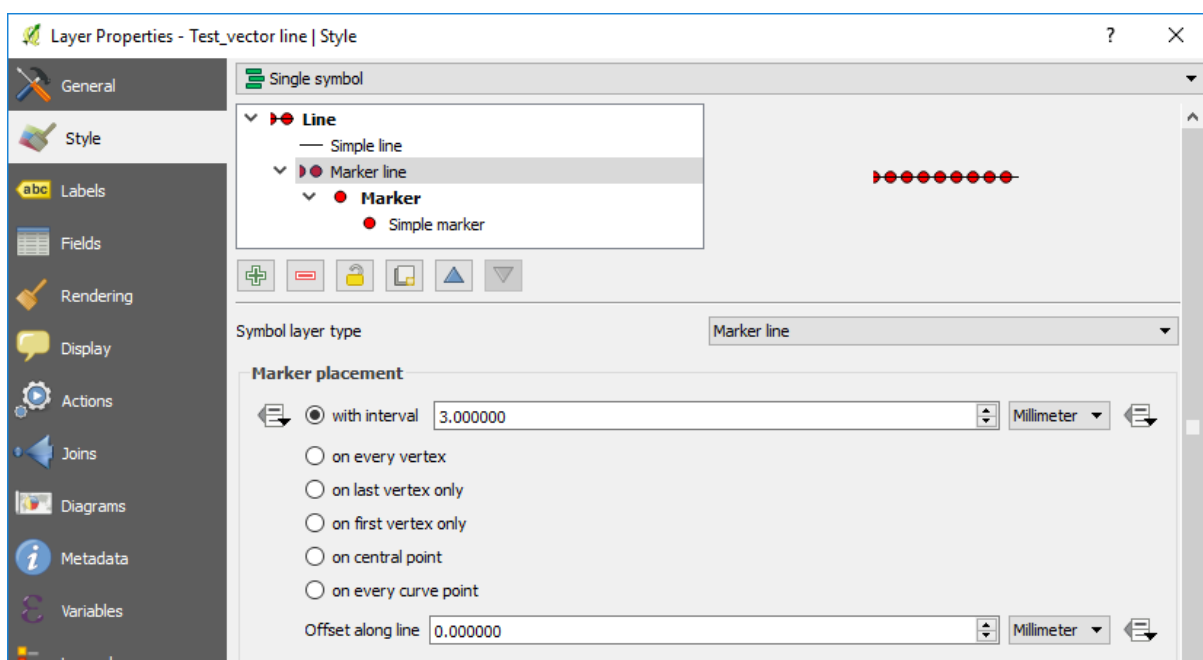 Layer Properties - Test_vector line | Style
?
General
Style
abc Labels
Fields
Rendering
Display
Actions
Joins
Diagrams
Metadata
Variables
Single symbol
Line
Simple line
Marker line
Marker
Simple marker
Symbol layer type
Marker line
Marker placement
with interval 3.000000 Millimeter
on every vertex
on last vertex only
on first vertex only
on central point
on every curve point
Offset along line 0.000000 Millimeter